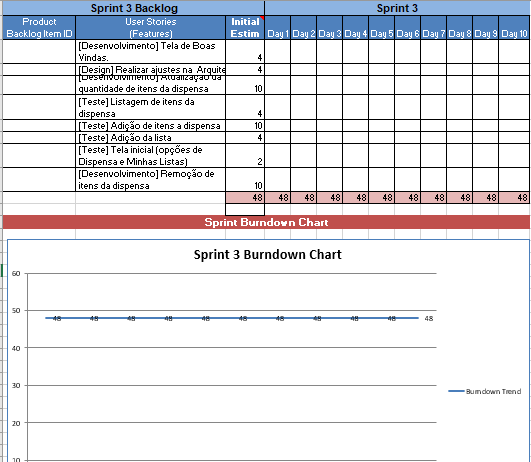 Sprint 3 Backlog Sprint 3
Product User Stories Initial
Backlog Item ID (Features) Estim Day 1 Day 2 Day 3 Day 4 Day 5 Day 6 Day 7 Day 8 Day 9 Day 10
[Desenvolvimento] Tela de Boas
Vindas. 4
[Design] Realizar ajustes na Arquite 4
[Desenvolvimento] Atualização da
quantidade de itens da dispensa 10
[Teste] Listagem de itens da
dispensa 4
[Teste] Adição de itens a dispensa 10
[Teste] Adição da lista 4
[Teste] Tela inicial (opções de
Dispensa e Minhas Listas) 2
[Desenvolvimento] Remoção de
itens da dispensa 10
48 48 48 48 48 48 48 48 48 48 48
Sprint Burndown Chart
Sprint 3 Burndown Chart
60
50
48 48 48 48 48 48 48 48 48 48 48
40
Burndown Trend
30
20
10